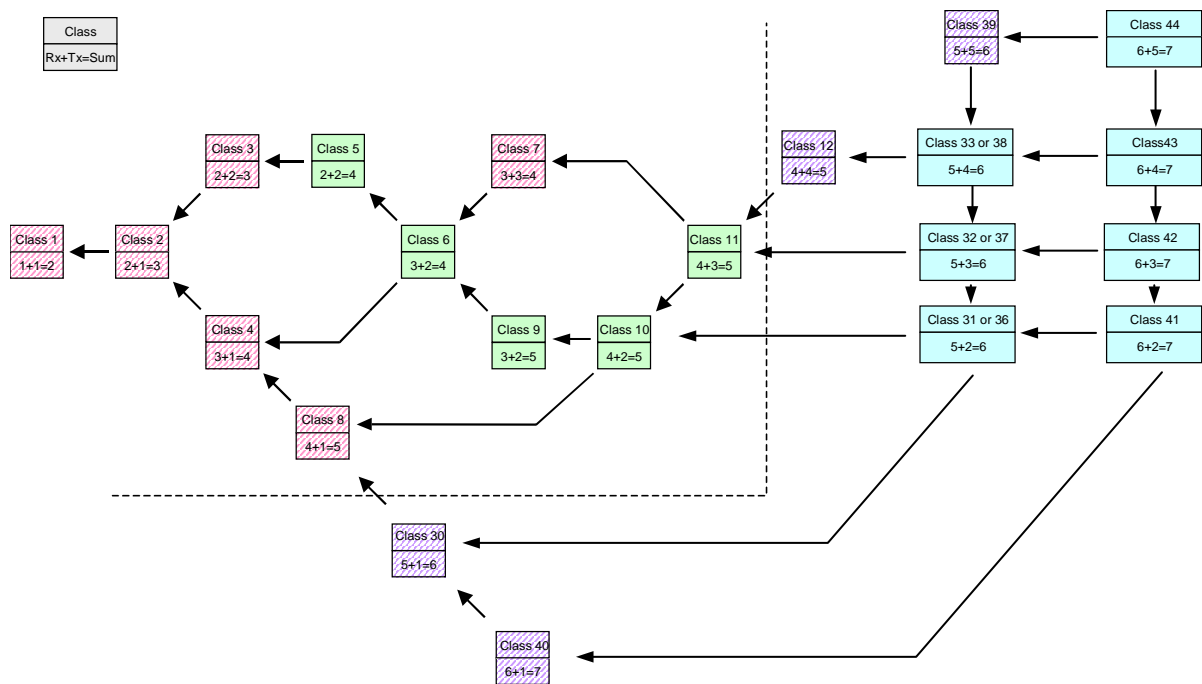 Class
Rx+Tx=Sum
Class 39
5+5=6
Class 44
6+5=7
Class 3
2+2=3
Class 5
2+2=4
Class 7
3+3=4
Class 12
4+4=5
Class 33 or 38
5+4=6
Class43
6+4=7
Class 1
1+1=2
Class 2
2+1=3
Class 6
3+2=4
Class 11
4+3=5
Class 32 or 37
5+3=6
Class 42
6+3=7
Class 4
3+1=4
Class 9
3+2=5
Class 10
4+2=5
Class 31 or 36
5+2=6
Class 41
6+2=7
Class 8
4+1=5
Class 30
5+1=6
Class 40
6+1=7